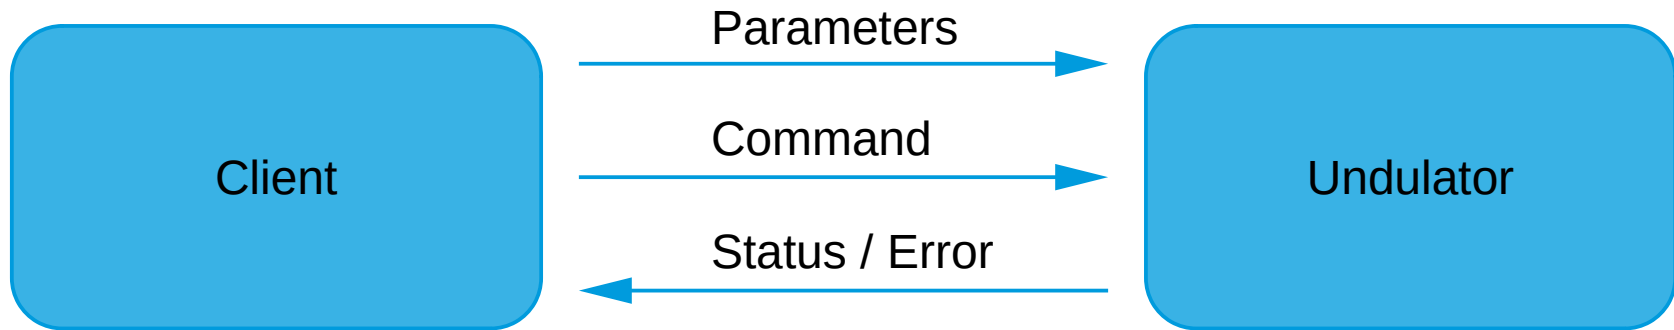 Parameters
Command
Client
Undulator
Status / Error